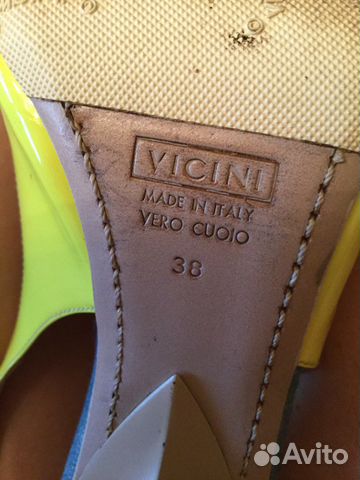 VICINI
MADE IN ITALY
VERO CUOIO
38
Avito